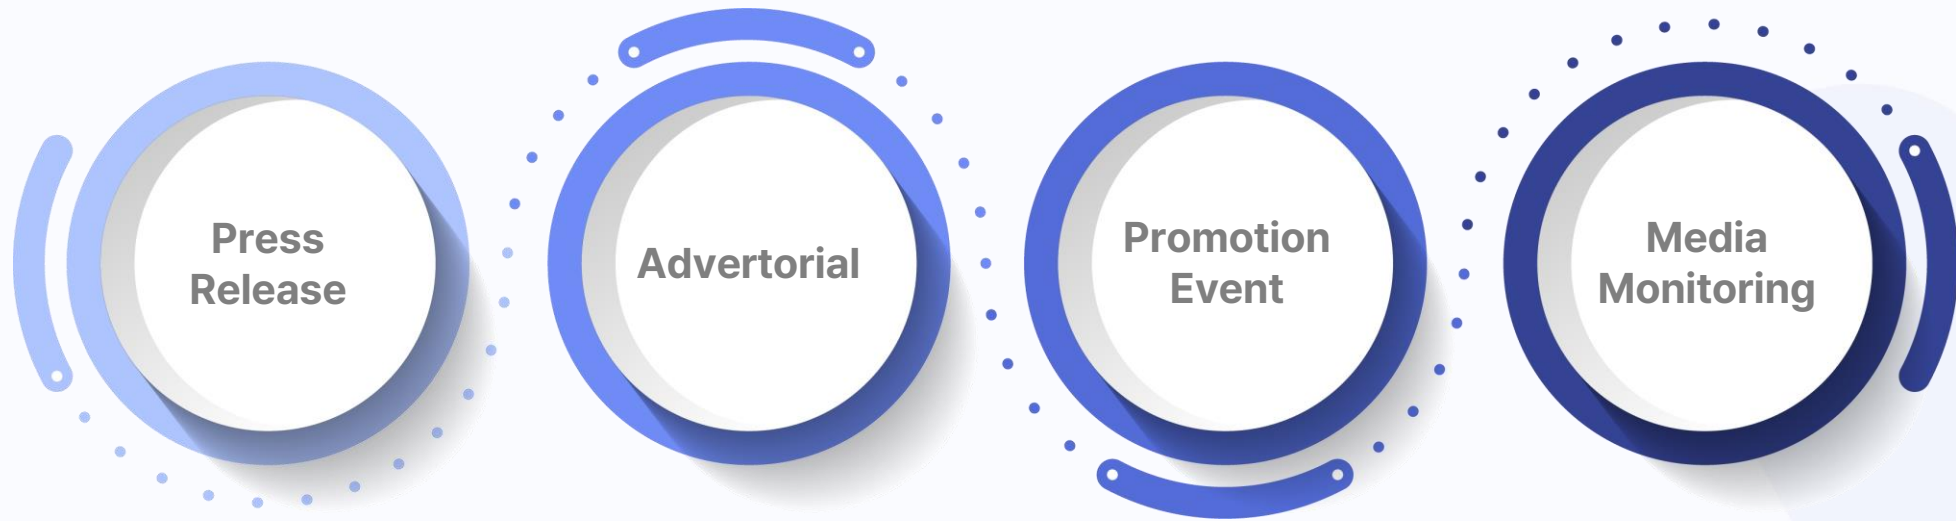 Press
Release
Advertorial
Promotion
Event
Media
Monitoring